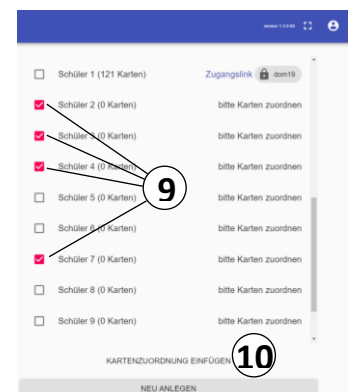 version 1.0.0-93
Schüler 1 (121 Karten) Zugangslink dom19
Schüler 2 (0 Karten) bitte Karten zuordnen
Schüler 3 (0 Karten) bitte Karten zuordnen
Schüler 4 (0 Karten) bitte Karten zuordnen
9
Schüler 5 (0 Karten) bitte Karten zuordnen
Schüler 6 (0 Karten) bitte Karten zuordnen
Schüler 7 (0 Karten) bitte Karten zuordnen
Schüler 8 (0 Karten) bitte Karten zuordnen
Schüler 9 (0 Karten) bitte Karten zuordnen
KARTENZUORDNUNG EINFÜGEN 10
NEU ANLEGEN